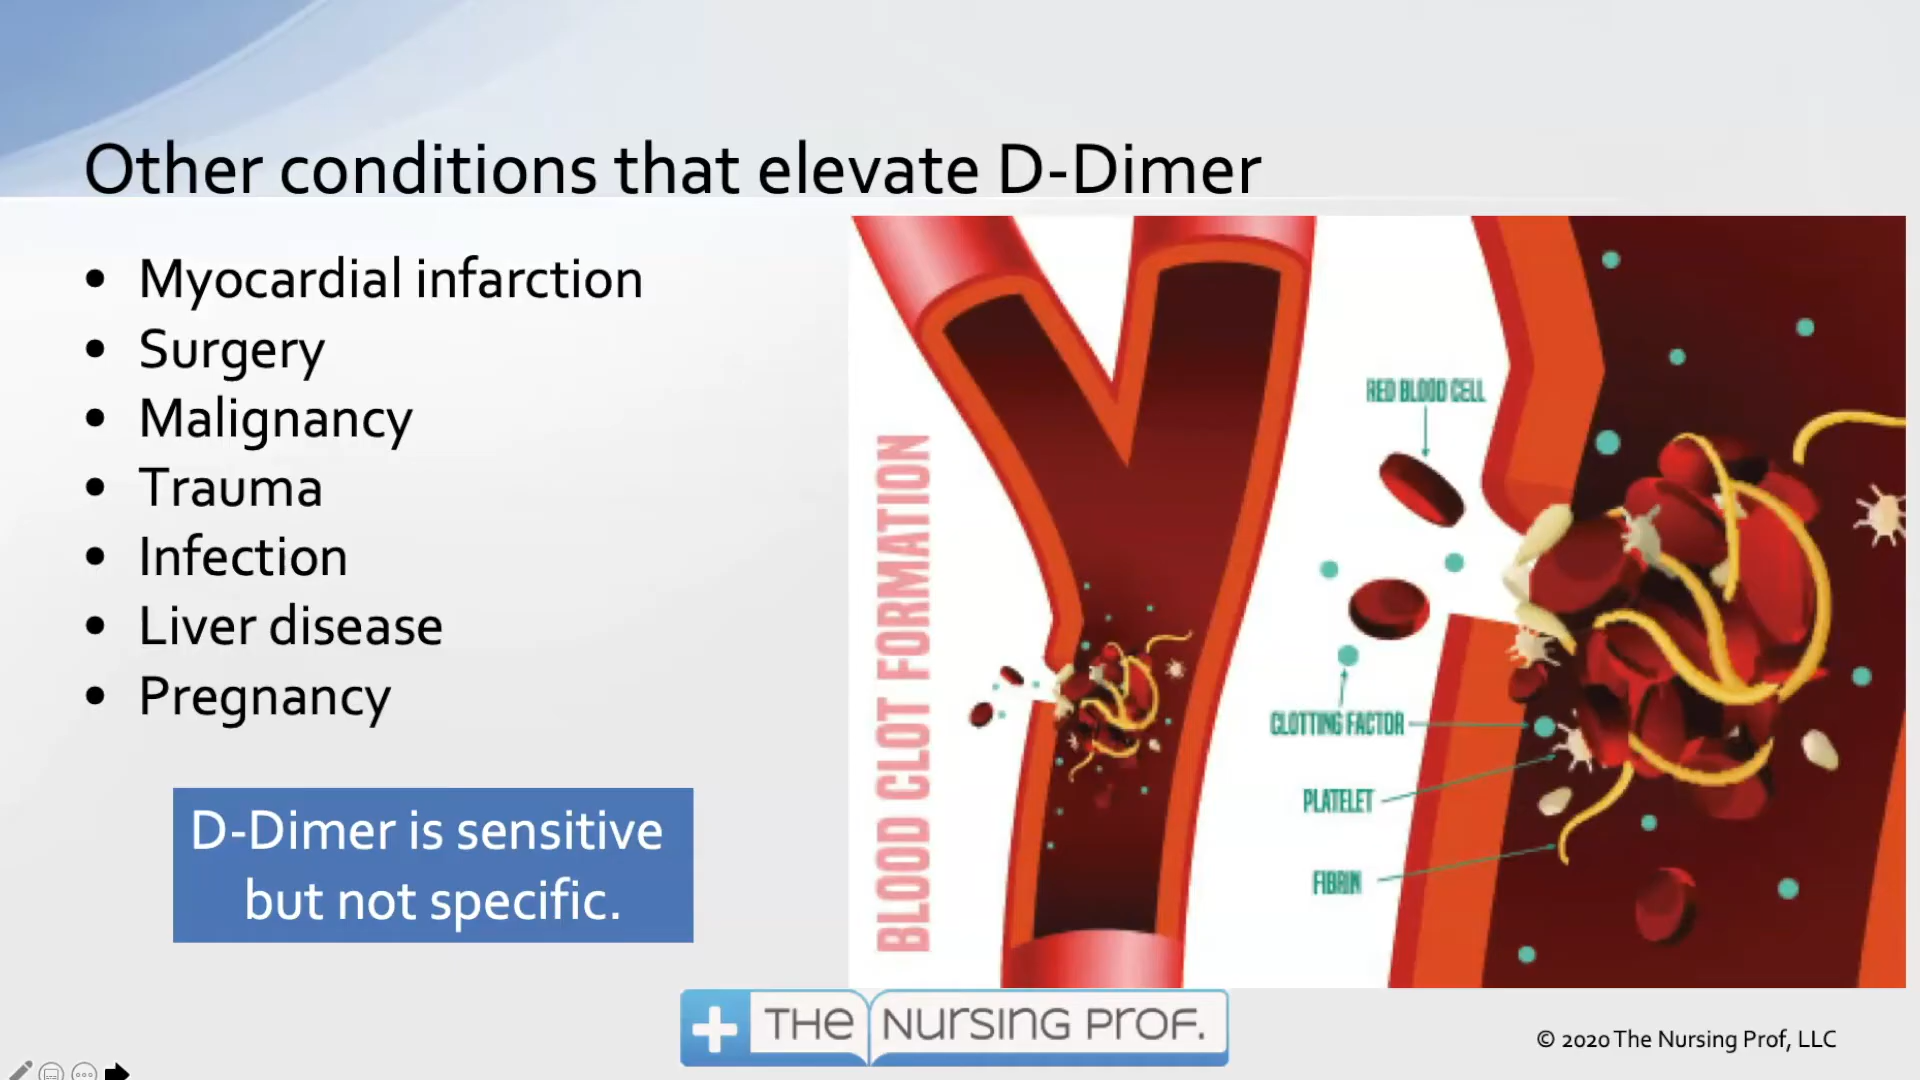 Other conditions that elevate D-Dimer
• Myocardial infarction
• Surgery
• Malignancy
• Trauma
• Infection
• Liver disease
• Pregnancy
D-Dimer is sensitive
but not specific.
BLOOD CLOT FORMATION
RED BLOOD CELL
CLOTTING FACTOR
PLATELET
FIBRIN
THE NURSING PROF.
© 2020 The Nursing Prof, LLC